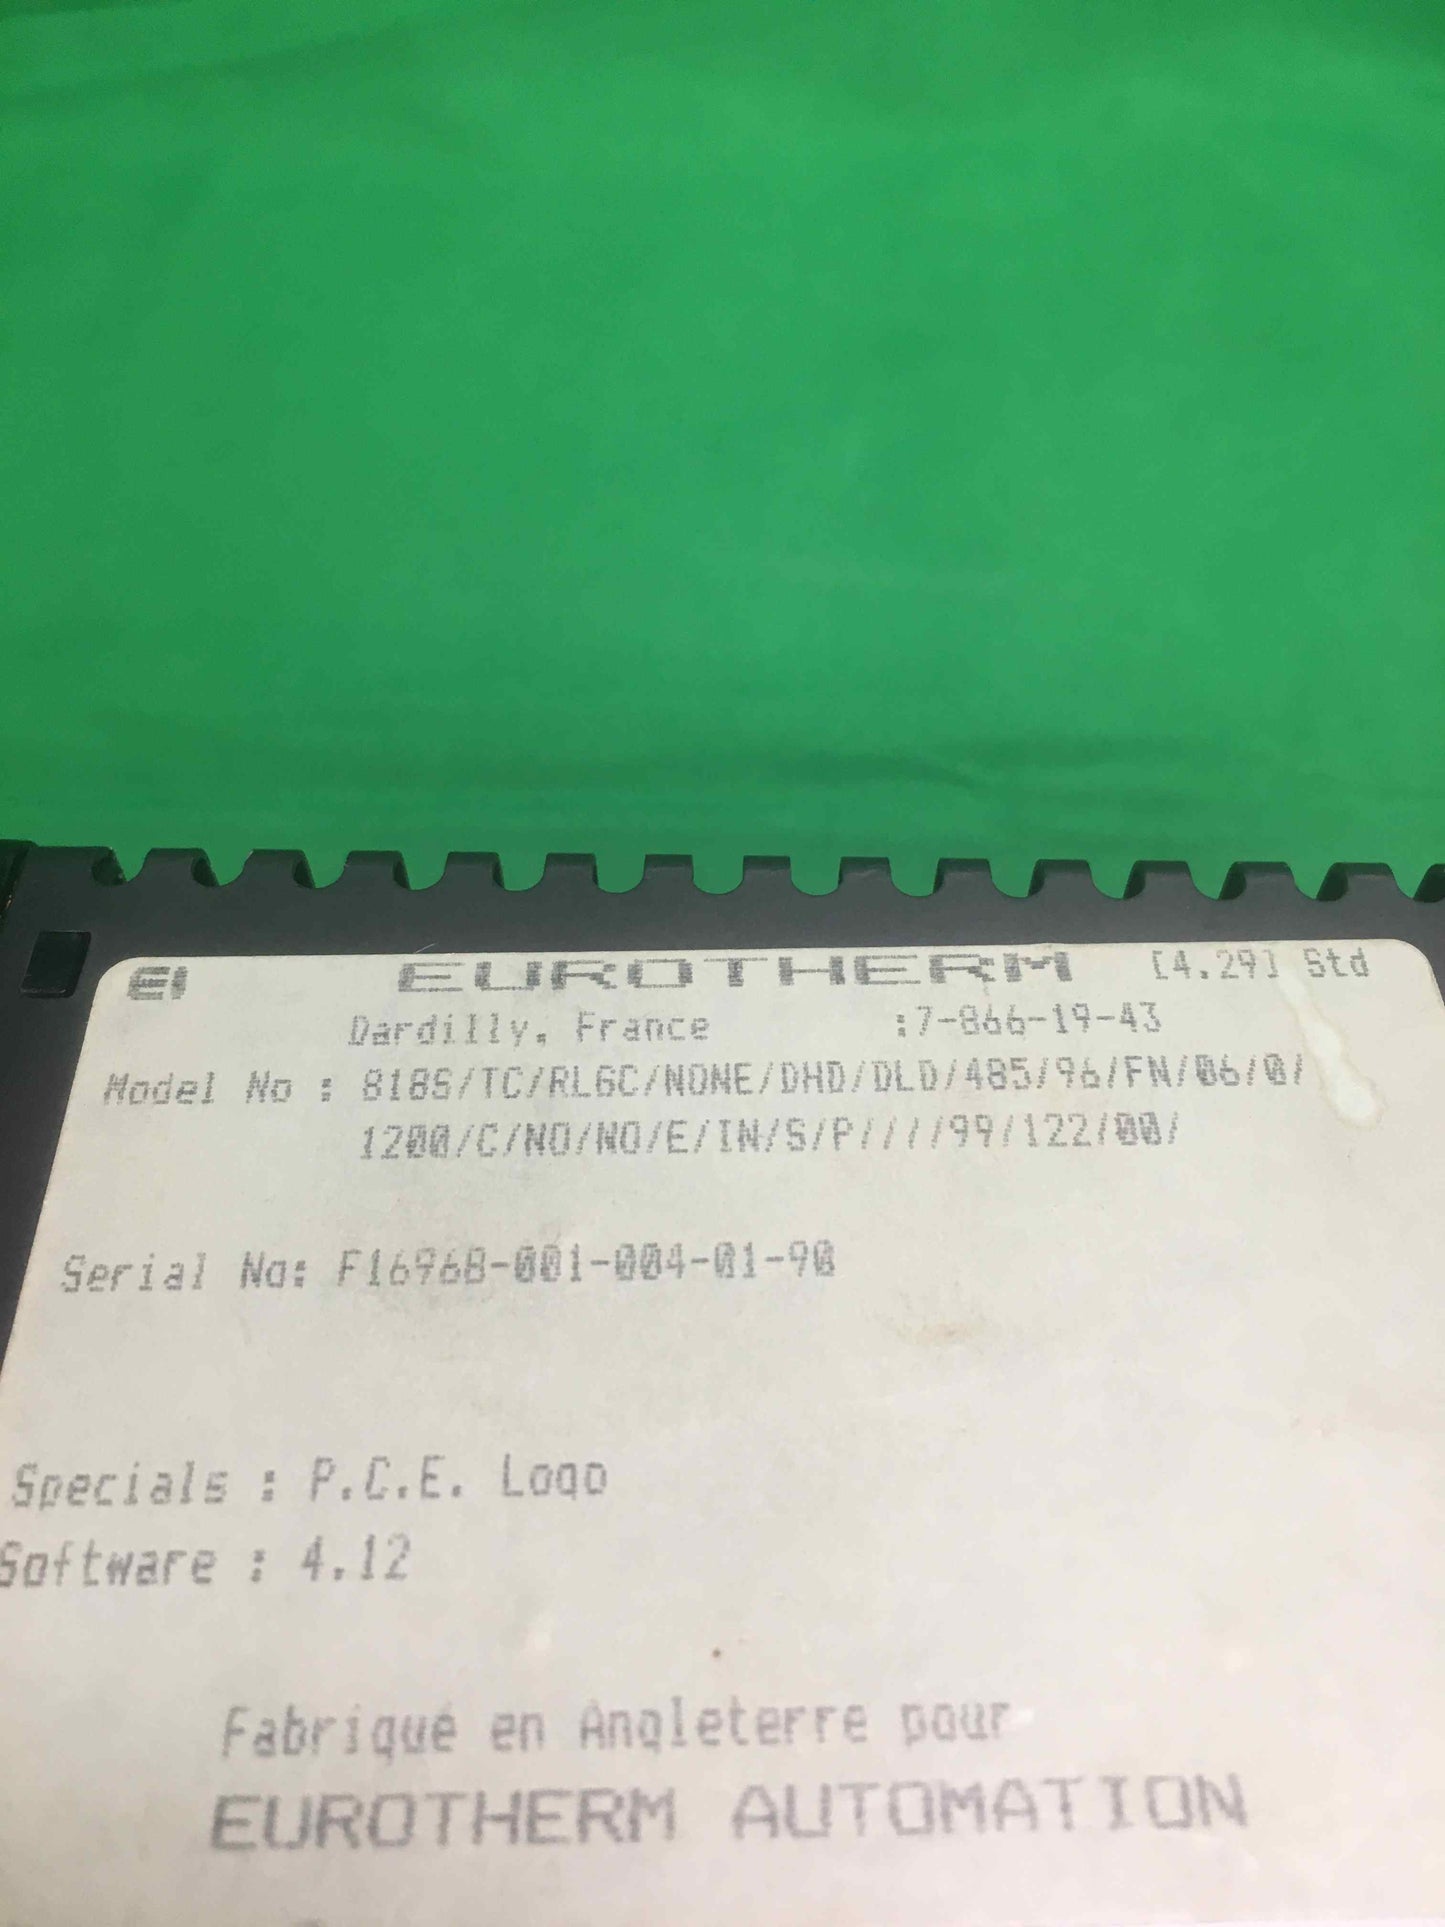 EI EUROTHERM [4.29] Std
Dardilly, France :7-866-19-43
Model No : 818S/TC/RLGC/NONE/DHD/DLD/485/96/FN/06/0/
1200/C/NO/NO/E/IN/S/P////99/122/00/
Serial No: F16968-001-004-01-90
Specials : P.C.E. Logo
Software : 4.12
Fabriqué en Angleterre pour
EUROTHERM AUTOMATION